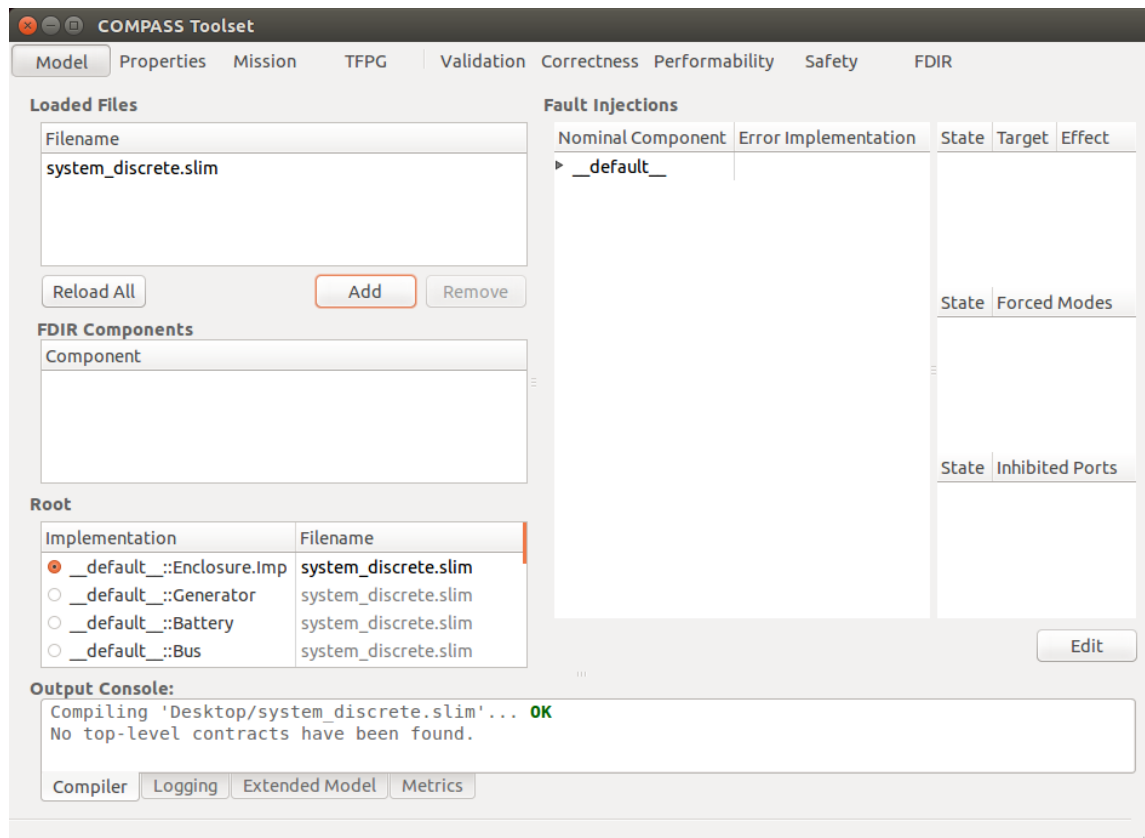 COMPASS Toolset
Model Properties Mission TFPG Validation Correctness Performability Safety FDIR
Loaded Files
Filename
system_discrete.slim
Reload All Add Remove
FDIR Components
Component
Root
Implementation Filename
__default__::Enclosure.Imp system_discrete.slim
__default__::Generator system_discrete.slim
__default__::Battery system_discrete.slim
__default__::Bus system_discrete.slim
Fault Injections
Nominal Component Error Implementation
__default__
State Target Effect
State Forced Modes
State Inhibited Ports
Edit
Output Console:
Compiling 'Desktop/system_discrete.slim'... OK
No top-level contracts have been found.
Compiler Logging Extended Model Metrics